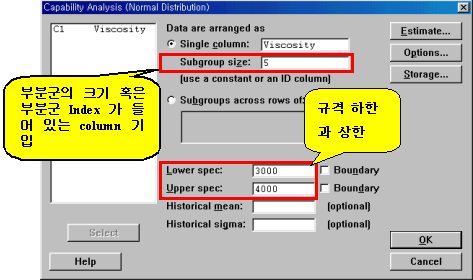 Capability Analysis (Normal Distribution)
C1 Viscosity
Data are arranged as
Single column: Viscosity
Subgroup size: 5
(use a constant or an ID column)
Subgroups across rows of:
Estimate...
Options...
Storage...
부분군의 크기 혹은
부분군 Index 가 들
어 있는 column 기
입
규격 하한
과 상한
Lower spec: 3000 Boundary
Upper spec: 4000 Boundary
Historical mean: (optional)
Historical sigma: (optional)
Select
Help
OK
Cancel